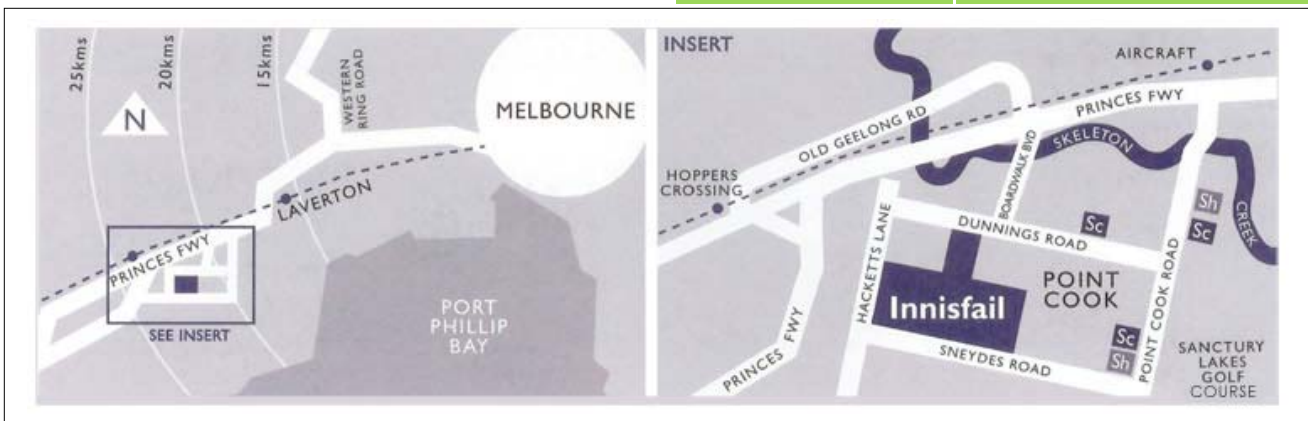 25kms
20kms
15kms
N
WESTERN
RING ROAD
MELBOURNE
LAVERTON
PRINCES FWY
SEE INSERT
PORT
PHILLIP
BAY
INSERT
AIRCRAFT
PRINCES FWY
OLD GEELONG RD
SKELETON
CREEK
HOPPERS
CROSSING
BOARDWALK BVD
Sh
Sc
Sc
DUNNINGS ROAD
HACKETTS LANE
POINT
COOK
Innisfail
POINT COOK ROAD
PRINCES FWY
SNEYDES ROAD
Sc
Sh
SANCTURY
LAKES
GOLF
COURSE